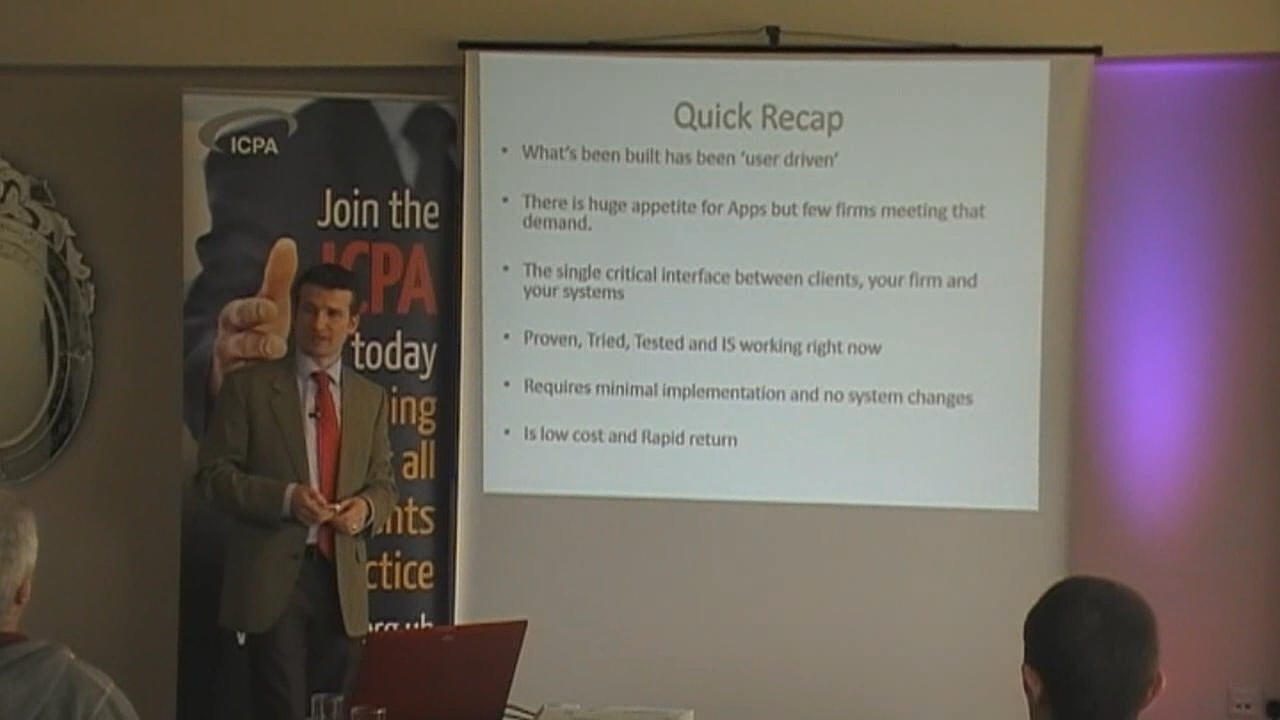 ICPA
Join the
ICPA
today
ing
all
nts
ctice
Quick Recap
• What's been built has been 'user driven'
• There is huge appetite for Apps but few firms meeting that
demand.
• The single critical interface between clients, your firm and
your systems
• Proven, Tried, Tested and IS working right now
• Requires minimal implementation and no system changes
• Is low cost and Rapid return